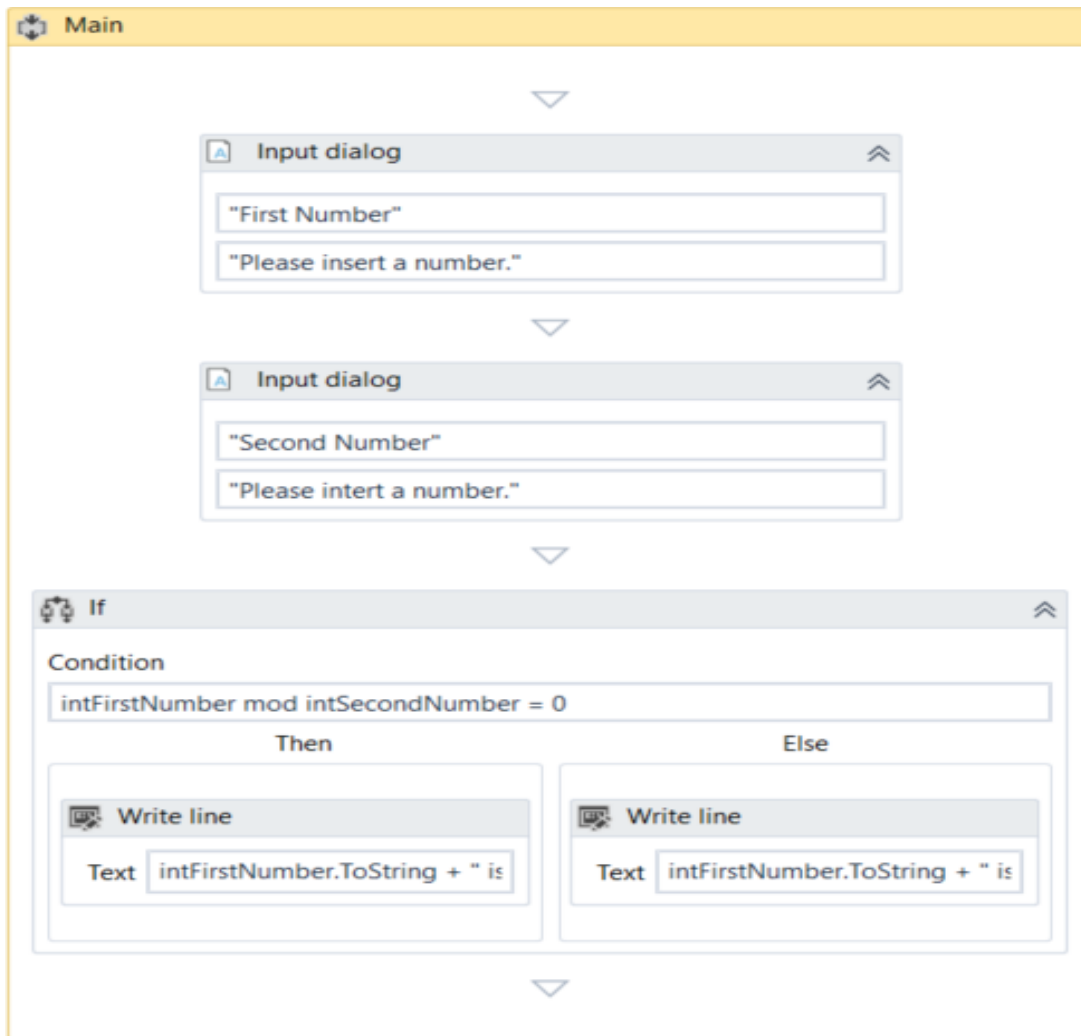 Main
Input dialog
"First Number"
"Please insert a number."
Input dialog
"Second Number"
"Please intert a number."
If
Condition
intFirstNumber mod intSecondNumber = 0
Then Else
Write line Write line
Text intFirstNumber.ToString + " is Text intFirstNumber.ToString + " is